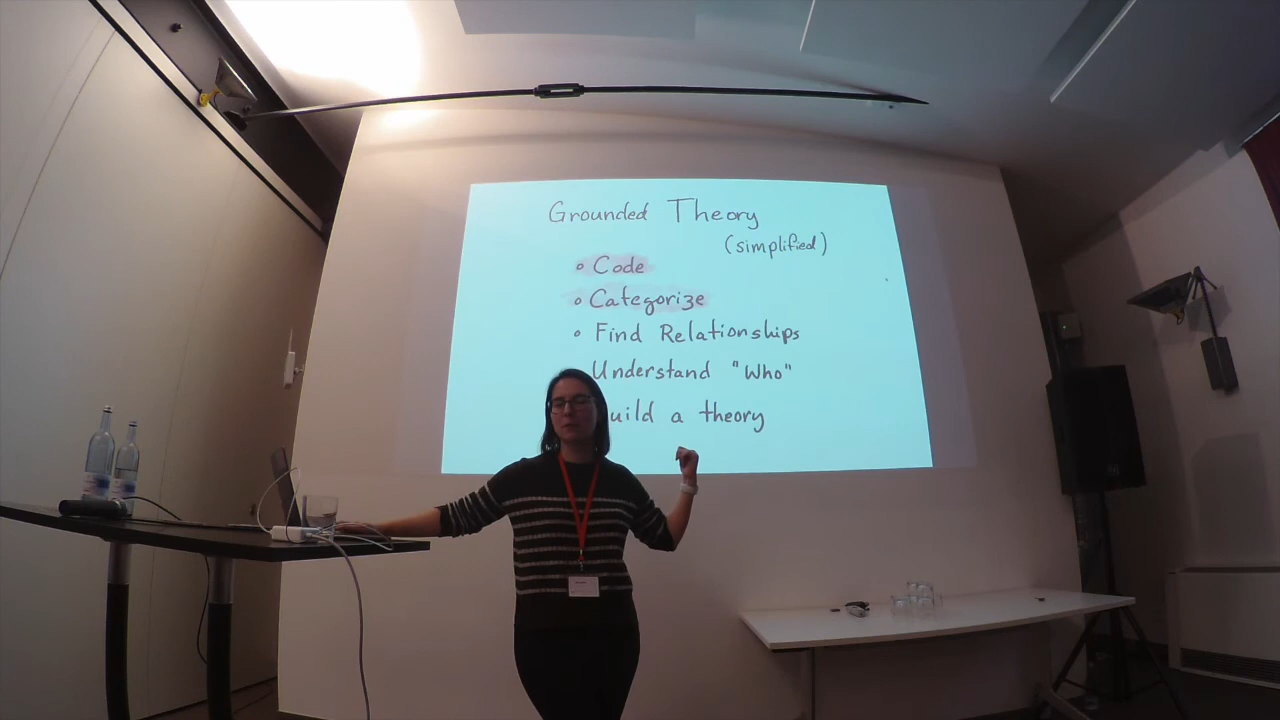 Grounded Theory
(simplified)
• Code
• Categorize
• Find Relationships
Understand "Who"
uild a theory